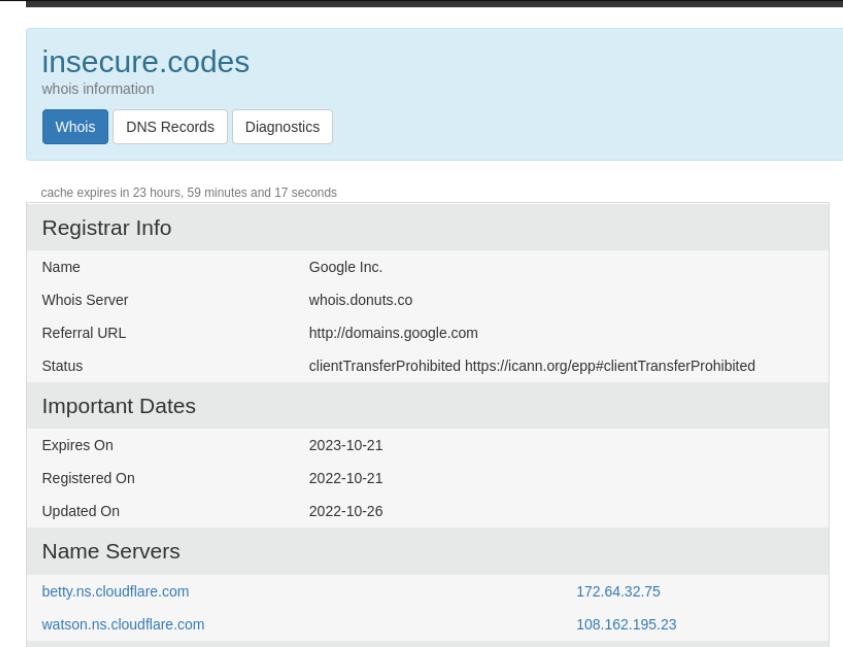 insecure.codes
whois information
Whois DNS Records Diagnostics
cache expires in 23 hours, 59 minutes and 17 seconds
Registrar Info
Name Google Inc.
Whois Server whois.donuts.co
Referral URL http://domains.google.com
Status clientTransferProhibited https://icann.org/epp#clientTransferProhibited
Important Dates
Expires On 2023-10-21
Registered On 2022-10-21
Updated On 2022-10-26
Name Servers
betty.ns.cloudflare.com 172.64.32.75
watson.ns.cloudflare.com 108.162.195.23